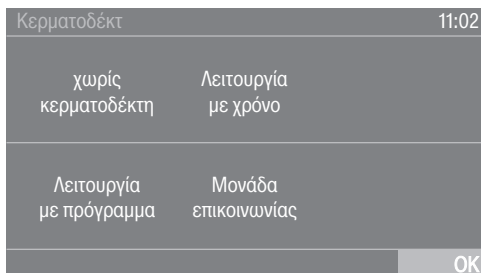 Κερματοδέκτ
11:02
χωρίς
κερματοδέκτη
Λειτουργία
με χρόνο
Λειτουργία
με πρόγραμμα
Μονάδα
επικοινωνίας
OK